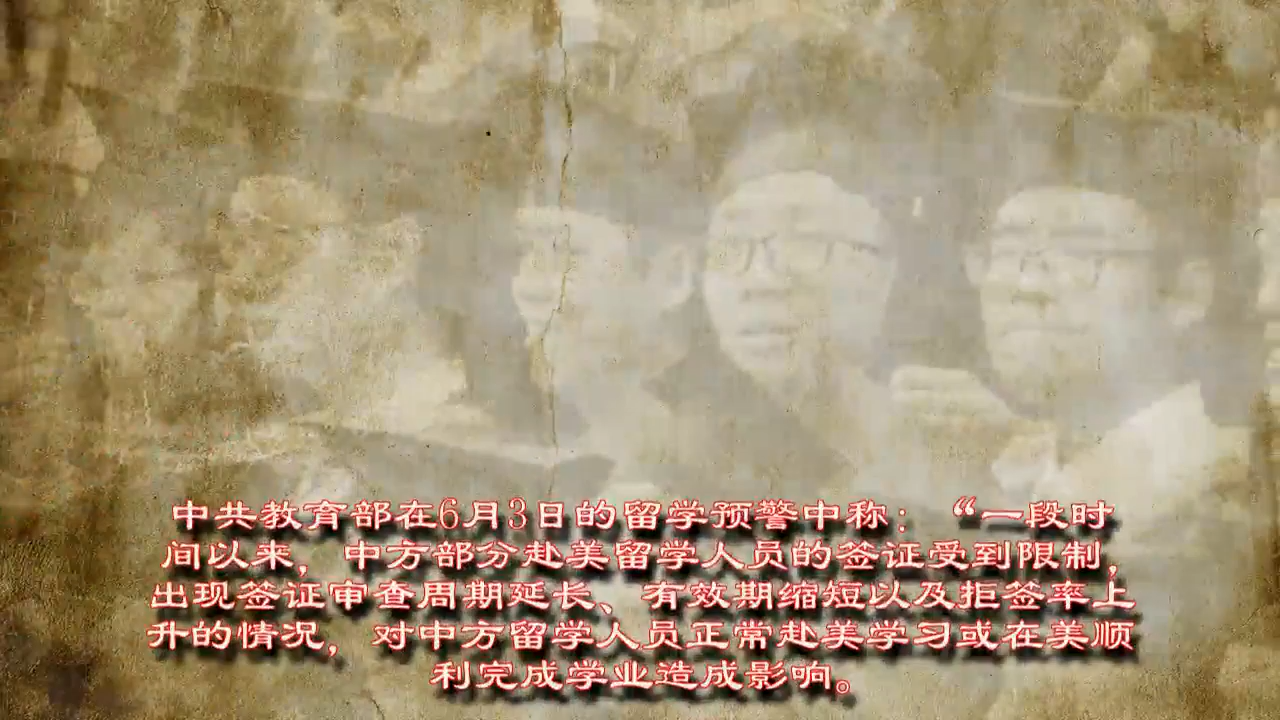 中共教育部在6月3日的留学预警中称：“一段时
间以来，中方部分赴美留学人员的签证受到限制，
出现签证审查周期延长、有效期缩短以及拒签率上
升的情况，对中方留学人员正常赴美学习或在美顺
利完成学业造成影响。